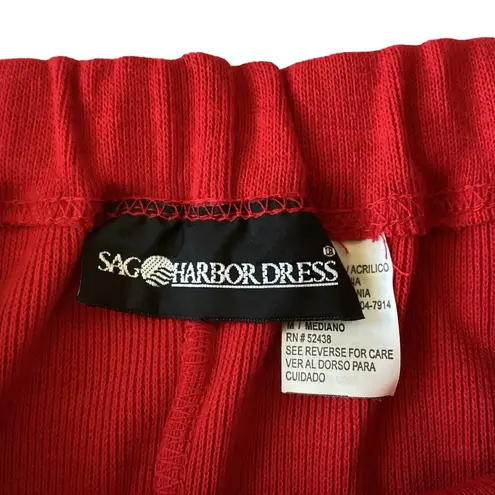 SAG HARBOR DRESS ®
/ ACRILICO
NA
NIA
04-7914
M / MEDIANO
RN # 52438
SEE REVERSE FOR CARE
VER AL DORSO PARA
CUIDADO